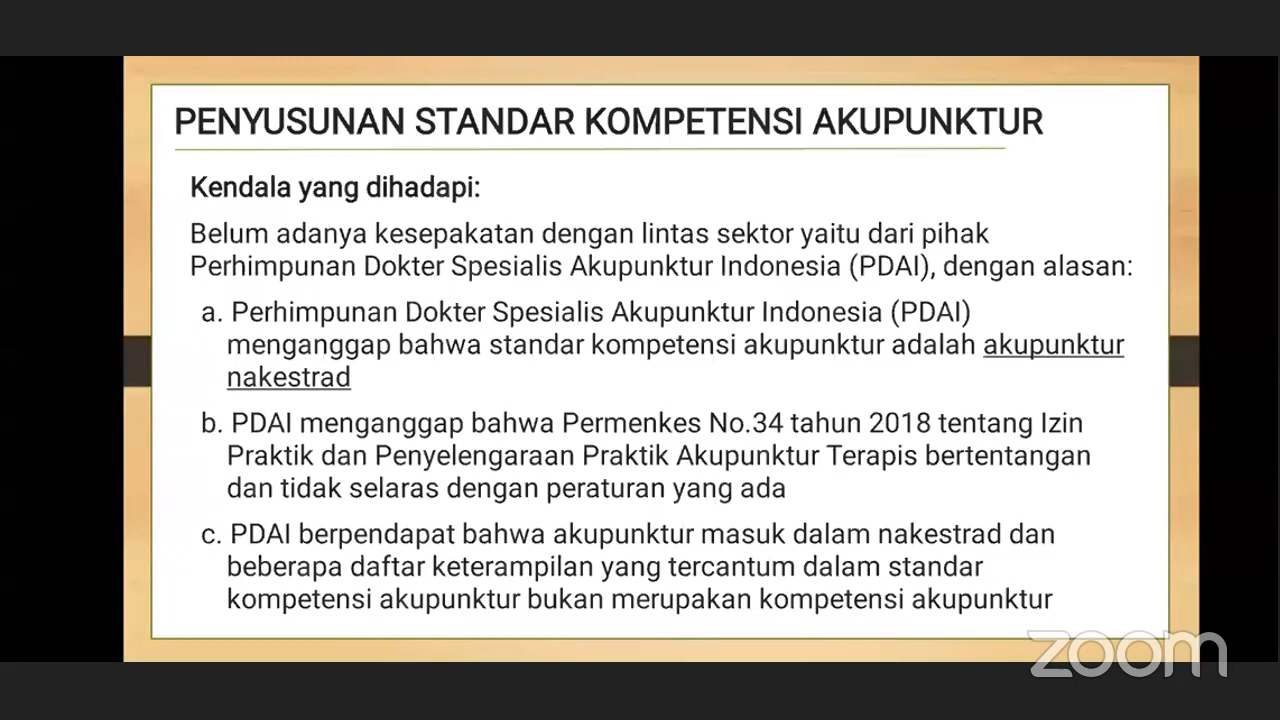 PENYUSUNAN STANDAR KOMPETENSI AKUPUNKTUR
Kendala yang dihadapi:
Belum adanya kesepakatan dengan lintas sektor yaitu dari pihak
Perhimpunan Dokter Spesialis Akupunktur Indonesia (PDAI), dengan alasan:
a. Perhimpunan Dokter Spesialis Akupunktur Indonesia (PDAI)
menganggap bahwa standar kompetensi akupunktur adalah akupunktur
nakestrad
b. PDAI menganggap bahwa Permenkes No.34 tahun 2018 tentang Izin
Praktik dan Penyelengaraan Praktik Akupunktur Terapis bertentangan
dan tidak selaras dengan peraturan yang ada
c. PDAI berpendapat bahwa akupunktur masuk dalam nakestrad dan
beberapa daftar keterampilan yang tercantum dalam standar
kompetensi akupunktur bukan merupakan kompetensi akupunktur
zoom